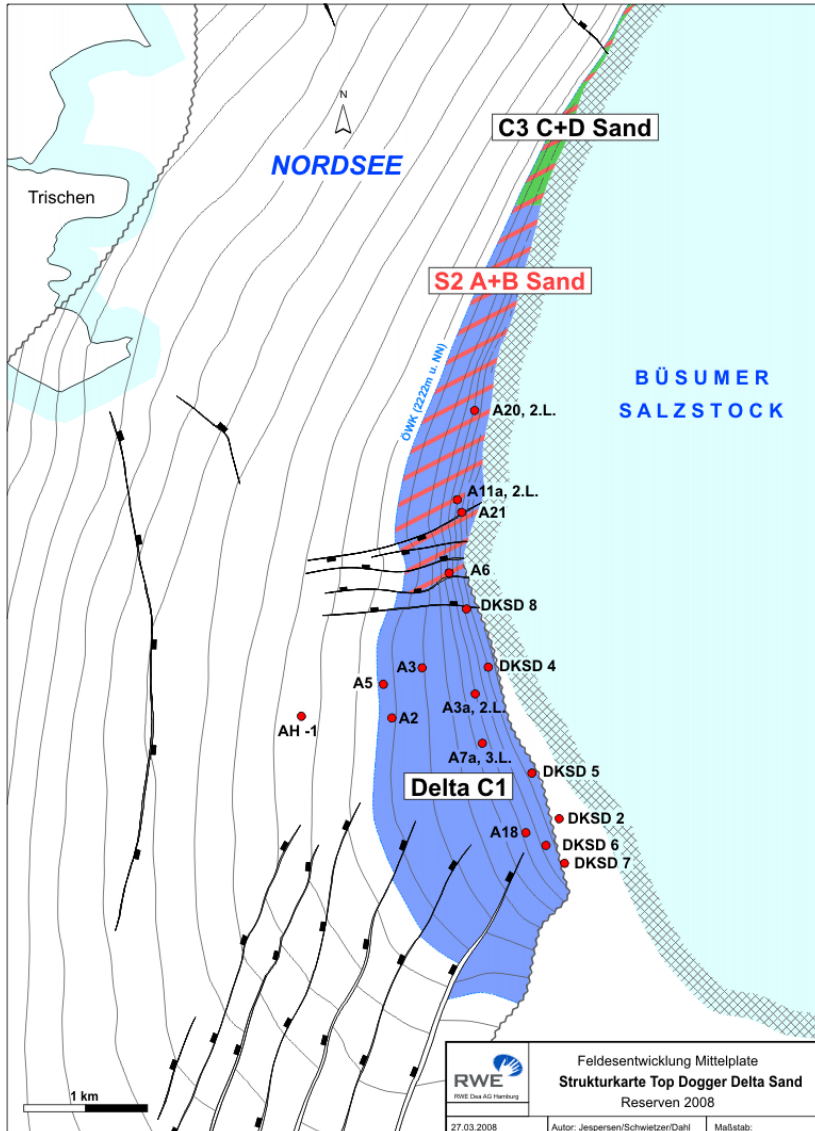 N
C3 C+D Sand
NORDSEE
Trischen
S2 A+B Sand
ÖWK (2222m u. NN)
BÜSUMER
SALZSTOCK
A20, 2.L.
A11a, 2.L.
A21
A6
DKSD 8
A3
DKSD 4
A5
A3a, 2.L.
AH -1
A2
A7a, 3.L.
DKSD 5
Delta C1
DKSD 2
A18
DKSD 6
DKSD 7
1 km
RWE
RWE Dea AG Hamburg
Feldesentwicklung Mittelplate
Strukturkarte Top Dogger Delta Sand
Reserven 2008
27.03.2008
Autor: Jespersen/Schwietzer/Dahl
Maßstab: